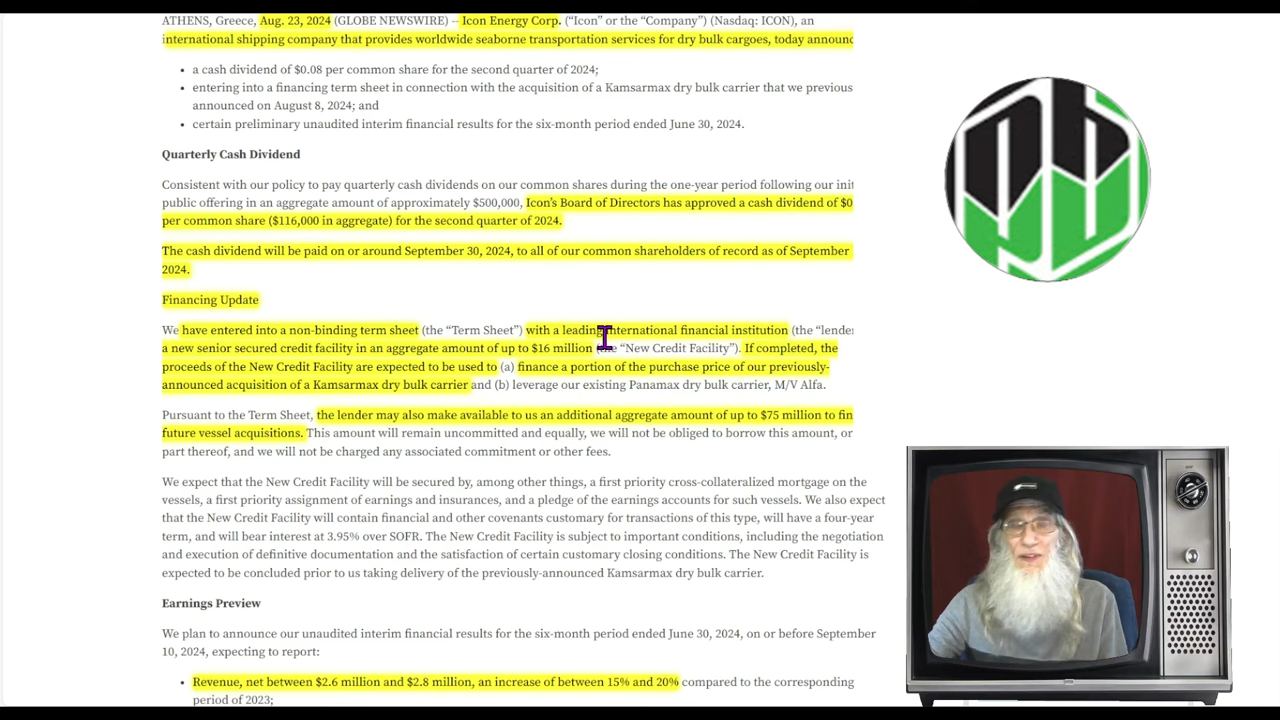 ATHENS, Greece, Aug. 23, 2024 (GLOBE NEWSWIRE) -- Icon Energy Corp. (“Icon” or the “Company”) (Nasdaq: ICON), an
international shipping company that provides worldwide seaborne transportation services for dry bulk cargoes, today announc
• a cash dividend of $0.08 per common share for the second quarter of 2024;
• entering into a financing term sheet in connection with the acquisition of a Kamsarmax dry bulk carrier that we previous
announced on August 8, 2024; and
• certain preliminary unaudited interim financial results for the six-month period ended June 30, 2024.
Quarterly Cash Dividend
Consistent with our policy to pay quarterly cash dividends on our common shares during the one-year period following our init
public offering in an aggregate amount of approximately $500,000, Icon’s Board of Directors has approved a cash dividend of $0
per common share ($116,000 in aggregate) for the second quarter of 2024.
The cash dividend will be paid on or around September 30, 2024, to all of our common shareholders of record as of September
2024.
Financing Update
We have entered into a non-binding term sheet (the “Term Sheet”) with a leading international financial institution (the “lender
a new senior secured credit facility in an aggregate amount of up to $16 million (the “New Credit Facility”). If completed, the
proceeds of the New Credit Facility are expected to be used to (a) finance a portion of the purchase price of our previously-
announced acquisition of a Kamsarmax dry bulk carrier and (b) leverage our existing Panamax dry bulk carrier, M/V Alfa.
Pursuant to the Term Sheet, the lender may also make available to us an additional aggregate amount of up to $75 million to fin
future vessel acquisitions. This amount will remain uncommitted and equally, we will not be obliged to borrow this amount, or
part thereof, and we will not be charged any associated commitment or other fees.
We expect that the New Credit Facility will be secured by, among other things, a first priority cross-collateralized mortgage on the
vessels, a first priority assignment of earnings and insurances, and a pledge of the earnings accounts for such vessels. We also expect
that the New Credit Facility will contain financial and other covenants customary for transactions of this type, will have a four-year
term, and will bear interest at 3.95% over SOFR. The New Credit Facility is subject to important conditions, including the negotiation
and execution of definitive documentation and the satisfaction of certain customary closing conditions. The New Credit Facility is
expected to be concluded prior to us taking delivery of the previously-announced Kamsarmax dry bulk carrier.
Earnings Preview
We plan to announce our unaudited interim financial results for the six-month period ended June 30, 2024, on or before September
10, 2024, expecting to report:
• Revenue, net between $2.6 million and $2.8 million, an increase of between 15% and 20% compared to the corresponding
period of 2023;